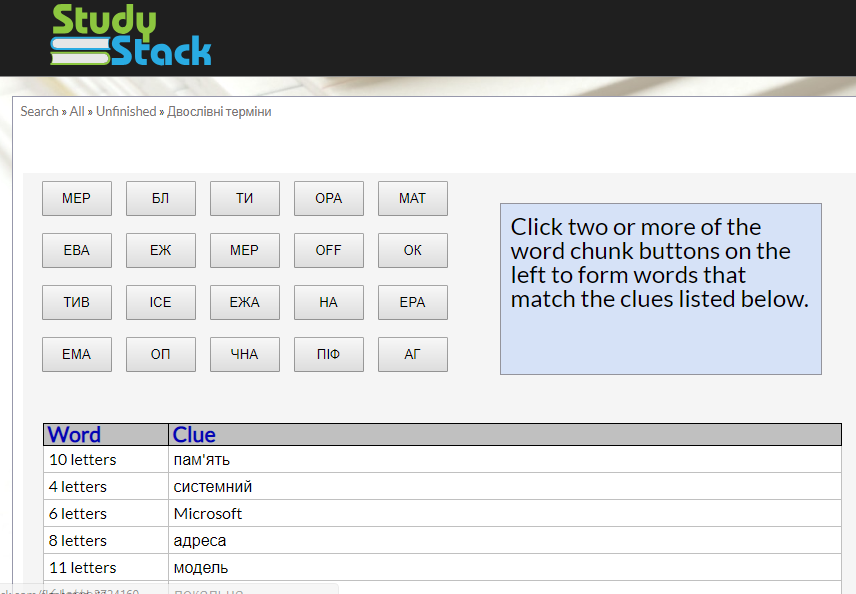 Study
Stack
Search » All » Unfinished » Двослівні терміни
МЕР БЛ ТИ ОРА МАТ
ЕВА ЕЖ МЕР OFF ОК
ТИВ ICE ЕЖА НА ЕРА
ЕМА ОП ЧНА ПІФ АГ
Click two or more of the
word chunk buttons on the
left to form words that
match the clues listed below.
Word Clue
10 letters пам'ять
4 letters системний
6 letters Microsoft
8 letters адреса
11 letters модель